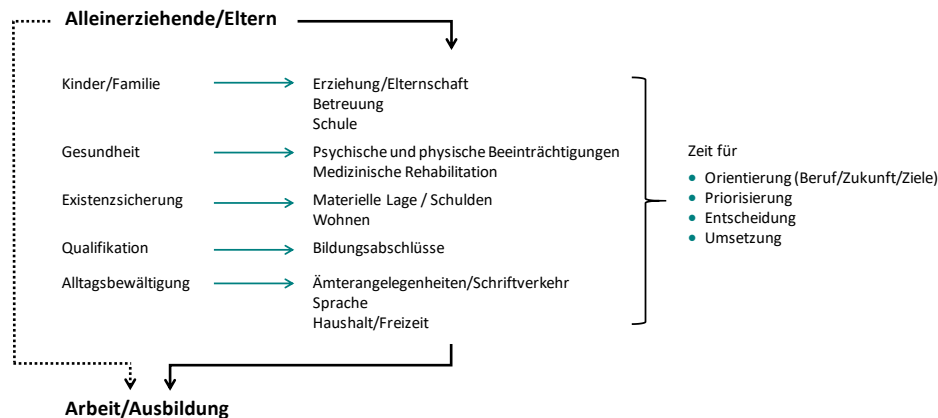 Alleinerziehende/Eltern
Kinder/Familie
Erziehung/Elternschaft
Betreuung
Schule
Gesundheit
Psychische und physische Beeinträchtigungen
Medizinische Rehabilitation
Existenzsicherung
Materielle Lage / Schulden
Wohnen
Qualifikation
Bildungsabschlüsse
Alltagsbewältigung
Ämterangelegenheiten/Schriftverkehr
Sprache
Haushalt/Freizeit
Zeit für
• Orientierung (Beruf/Zukunft/Ziele)
• Priorisierung
• Entscheidung
• Umsetzung
Arbeit/Ausbildung